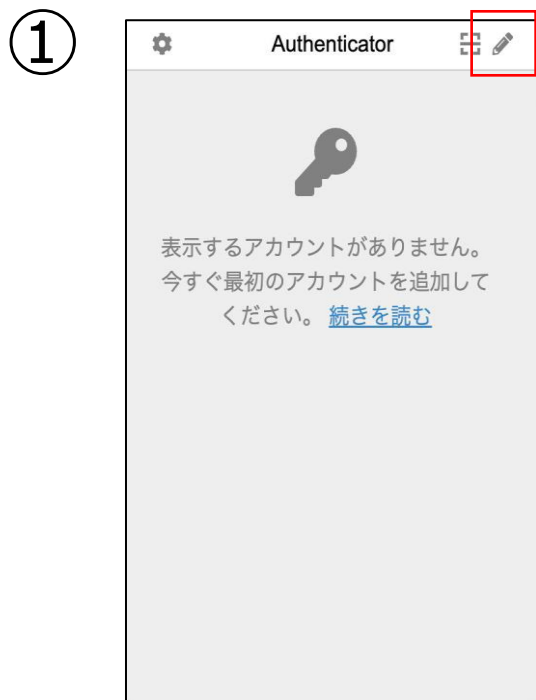 ①
Authenticator
表示するアカウントがありません。
今すぐ最初のアカウントを追加して
ください。 続きを読む